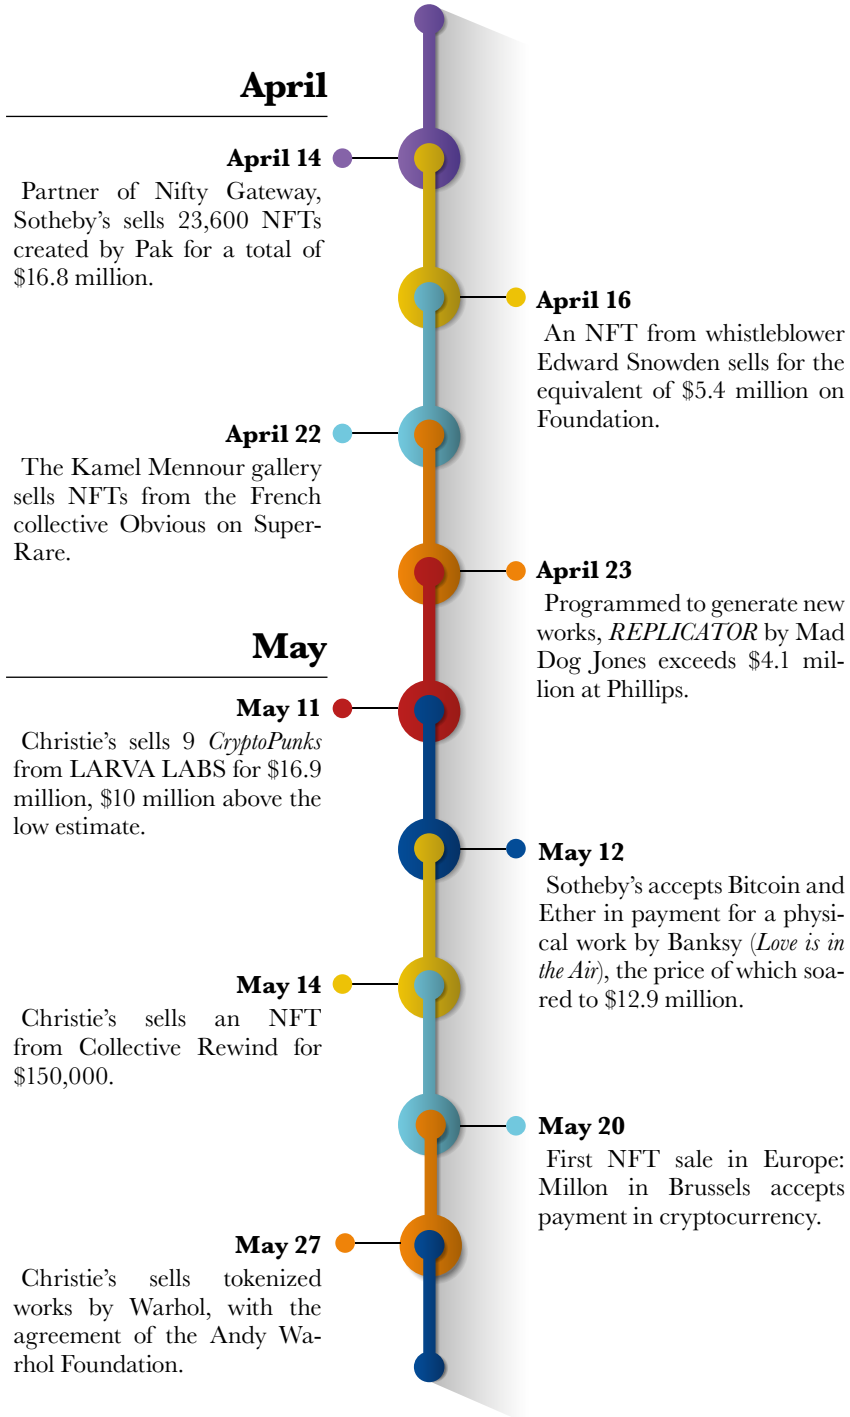 April
April 14
Partner of Nifty Gateway,
Sotheby’s sells 23,600 NFTs
created by Pak for a total of
$16.8 million.
April 16
An NFT from whistleblower
Edward Snowden sells for the
equivalent of $5.4 million on
Foundation.
April 22
The Kamel Mennour gallery
sells NFTs from the French
collective Obvious on Super-
Rare.
April 23
Programmed to generate new
works, REPLICATOR by Mad
Dog Jones exceeds $4.1 mil-
lion at Phillips.
May
May 11
Christie’s sells 9 CryptoPunks
from LARVA LABS for $16.9
million, $10 million above the
low estimate.
May 12
Sotheby’s accepts Bitcoin and
Ether in payment for a physi-
cal work by Banksy (Love is in
the Air), the price of which soa-
red to $12.9 million.
May 14
Christie’s sells an NFT
from Collective Rewind for
$150,000.
May 20
First NFT sale in Europe:
Millon in Brussels accepts
payment in cryptocurrency.
May 27
Christie’s sells tokenized
works by Warhol, with the
agreement of the Andy Wa-
rhol Foundation.